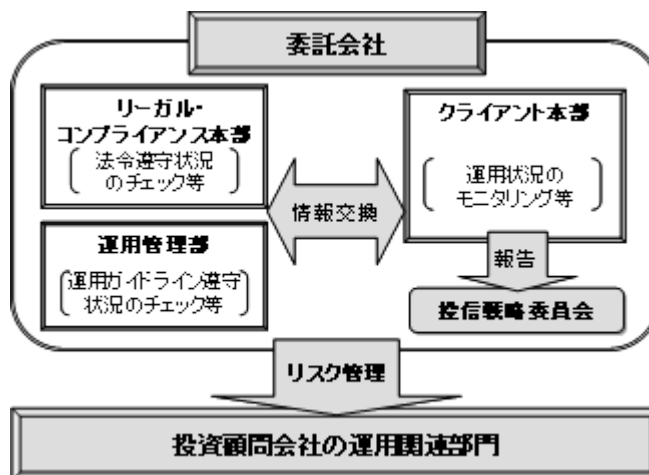 委託会社
リーガル・
コンプライアンス本部
法令遵守状況
のチェック等
運用管理部
運用ガイドライン遵守
状況のチェック等
情報交換
クライアント本部
運用状況の
モニタリング等
報告
投信戦略委員会
リスク管理
投資顧問会社の運用関連部門